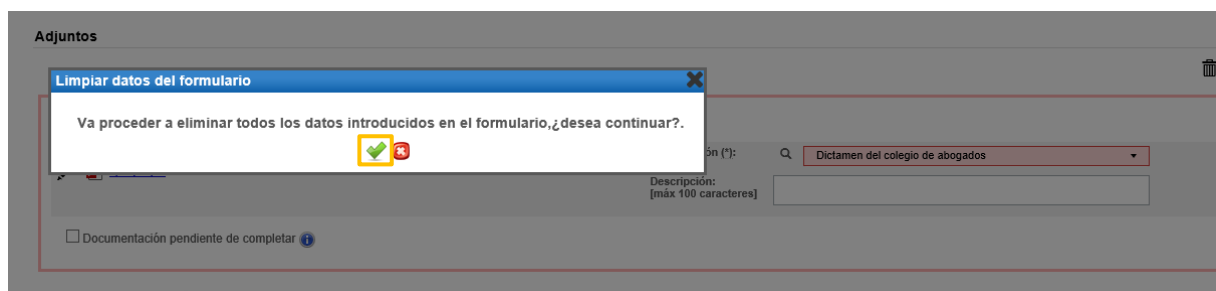 Adjuntos
Limpiar datos del formulario
Va proceder a eliminar todos los datos introducidos en el formulario,¿desea continuar?.
ón (*):
Dictamen del colegio de abogados
Descripción:
[máx 100 caracteres]
Documentación pendiente de completar